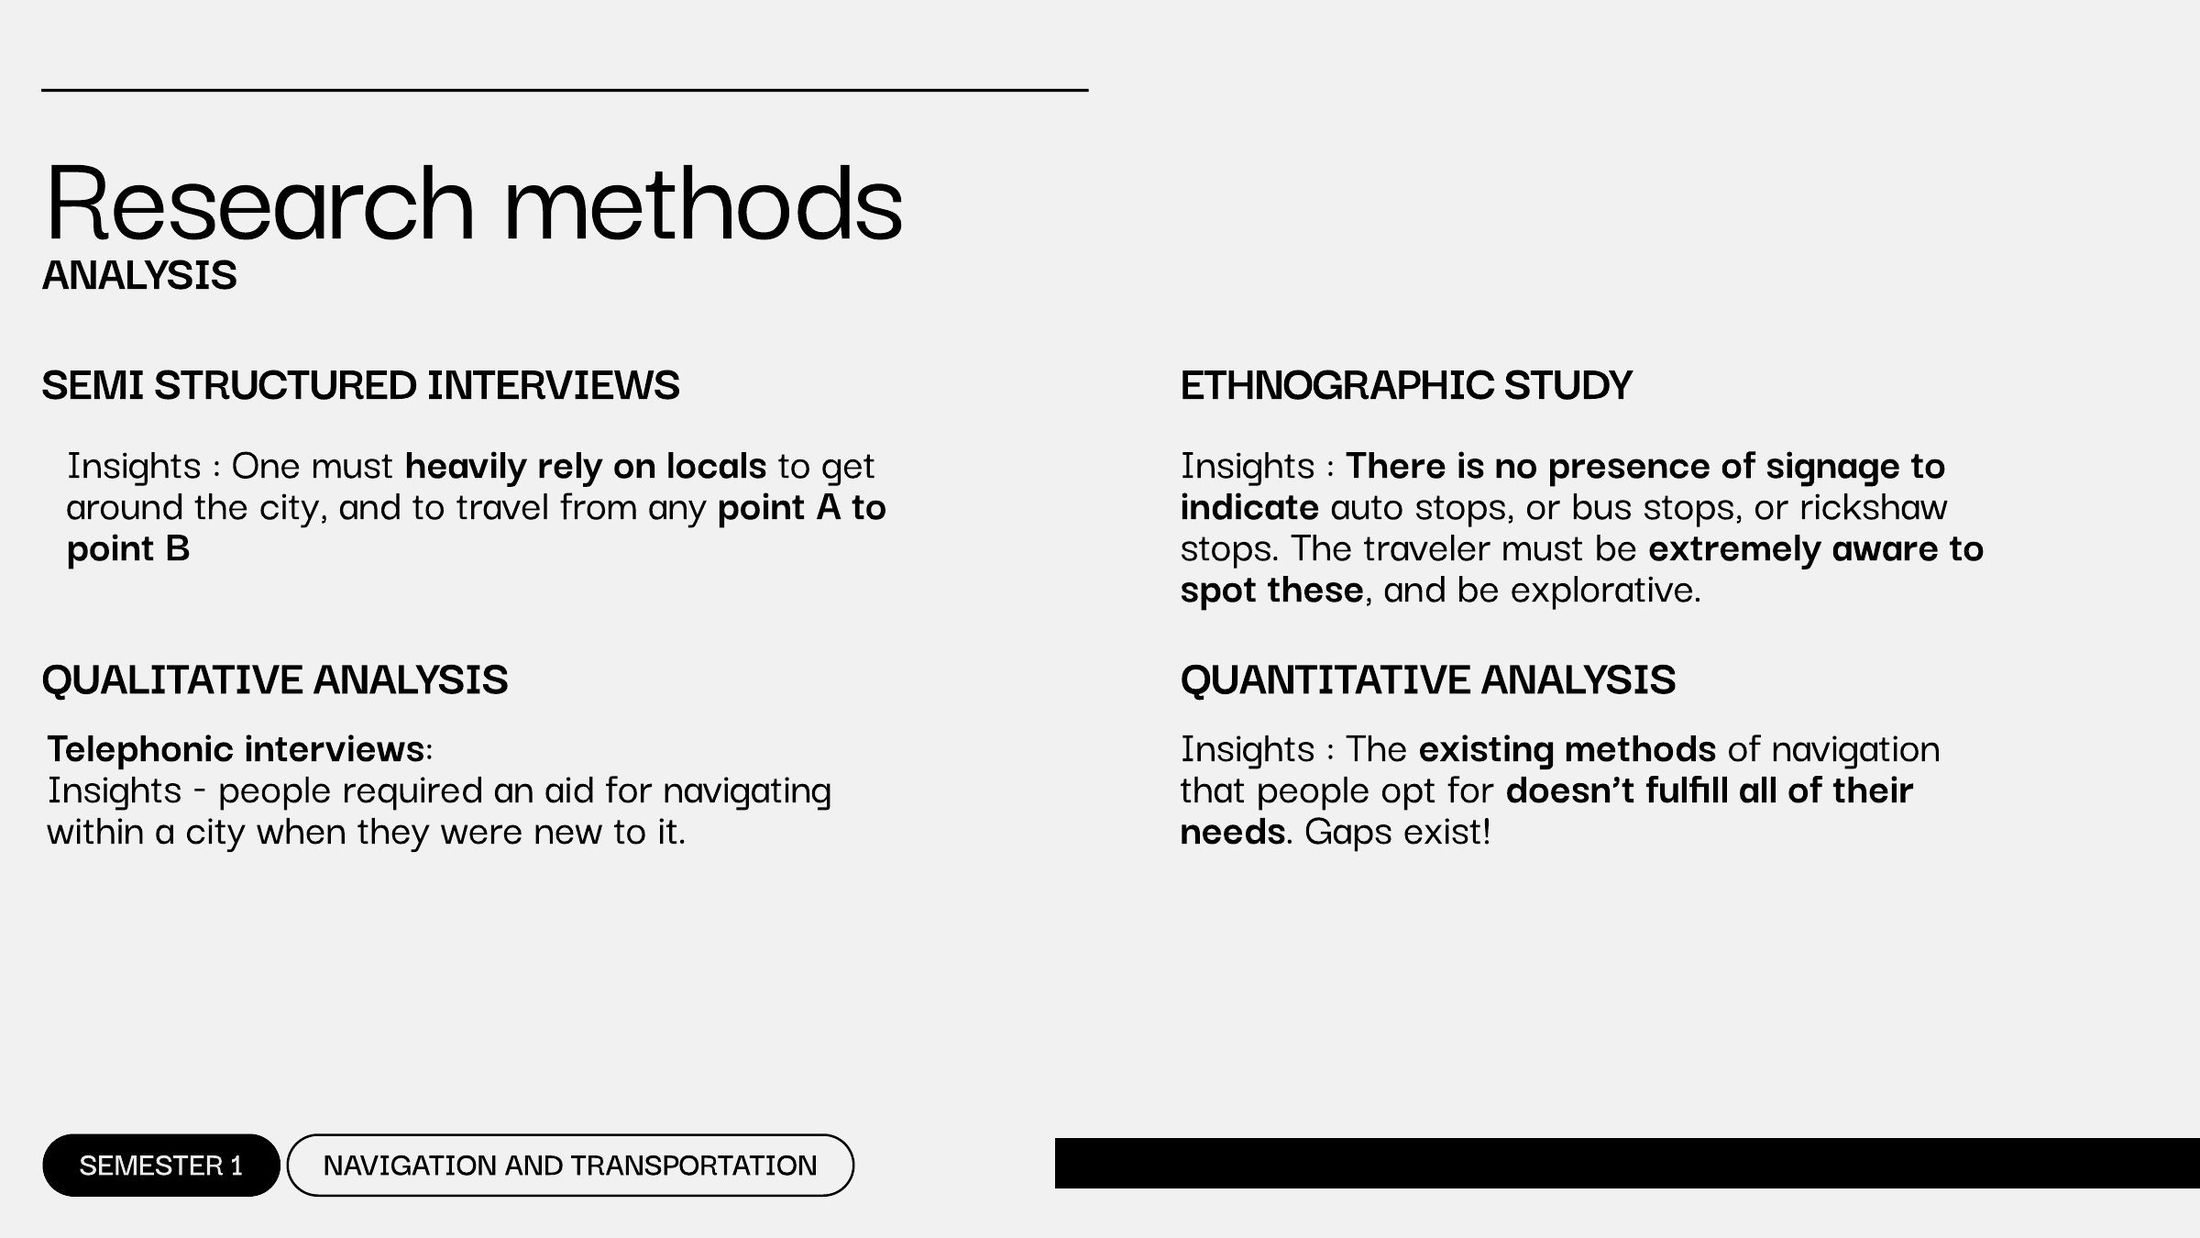 Research methods
ANALYSIS
SEMI STRUCTURED INTERVIEWS
Insights : One must heavily rely on locals to get
around the city, and to travel from any point A to
point B
ETHNOGRAPHIC STUDY
Insights : There is no presence of signage to
indicate auto stops, or bus stops, or rickshaw
stops. The traveler must be extremely aware to
spot these, and be explorative.
QUALITATIVE ANALYSIS
Telephonic interviews:
Insights - people required an aid for navigating
within a city when they were new to it.
QUANTITATIVE ANALYSIS
Insights : The existing methods of navigation
that people opt for doesn’t fulfill all of their
needs. Gaps exist!
SEMESTER 1
NAVIGATION AND TRANSPORTATION